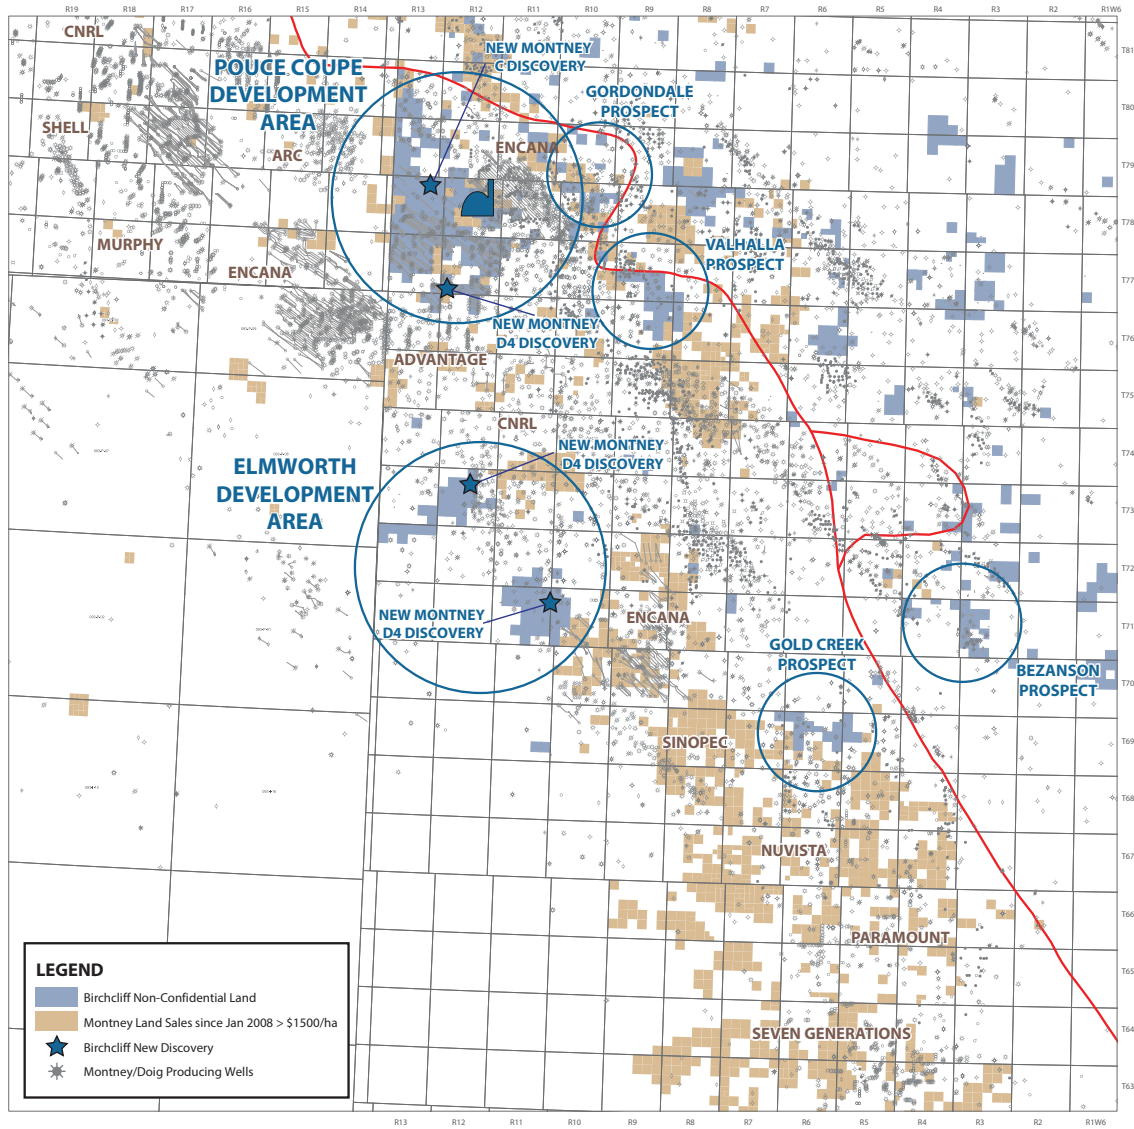 R19 R18 R17 R16 R15 R14 R13 R12 R11 R10 R9 R8 R7 R6 R5 R4 R3 R2 R1W6
CNRL
T81
NEW MONTNEY
C DISCOVERY
POUCE COUPE
DEVELOPMENT
AREA
GORDONDALE
PROSPECT
T80
SHELL
ARC
ENCANA
T79
T78
MURPHY
ENCANA
VALHALLA
PROSPECT
T77
NEW MONTNEY
D4 DISCOVERY
T76
ADVANTAGE
T75
CNRL
NEW MONTNEY
D4 DISCOVERY
T74
ELMWORTH
DEVELOPMENT
AREA
T73
T72
NEW MONTNEY
D4 DISCOVERY
ENCANA
T71
GOLD CREEK
PROSPECT
BEZANSON
PROSPECT
T70
SINOPEC
T69
T68
NUVISTA
T67
T66
PARAMOUNT
T65
SEVEN GENERATIONS
T64
T63
LEGEND
Birchcliff Non-Confidential Land
Montney Land Sales since Jan 2008 > $1500/ha
Birchcliff New Discovery
Montney/Doig Producing Wells
R13 R12 R11 R10 R9 R8 R7 R6 R5 R4 R3 R2 R1W6